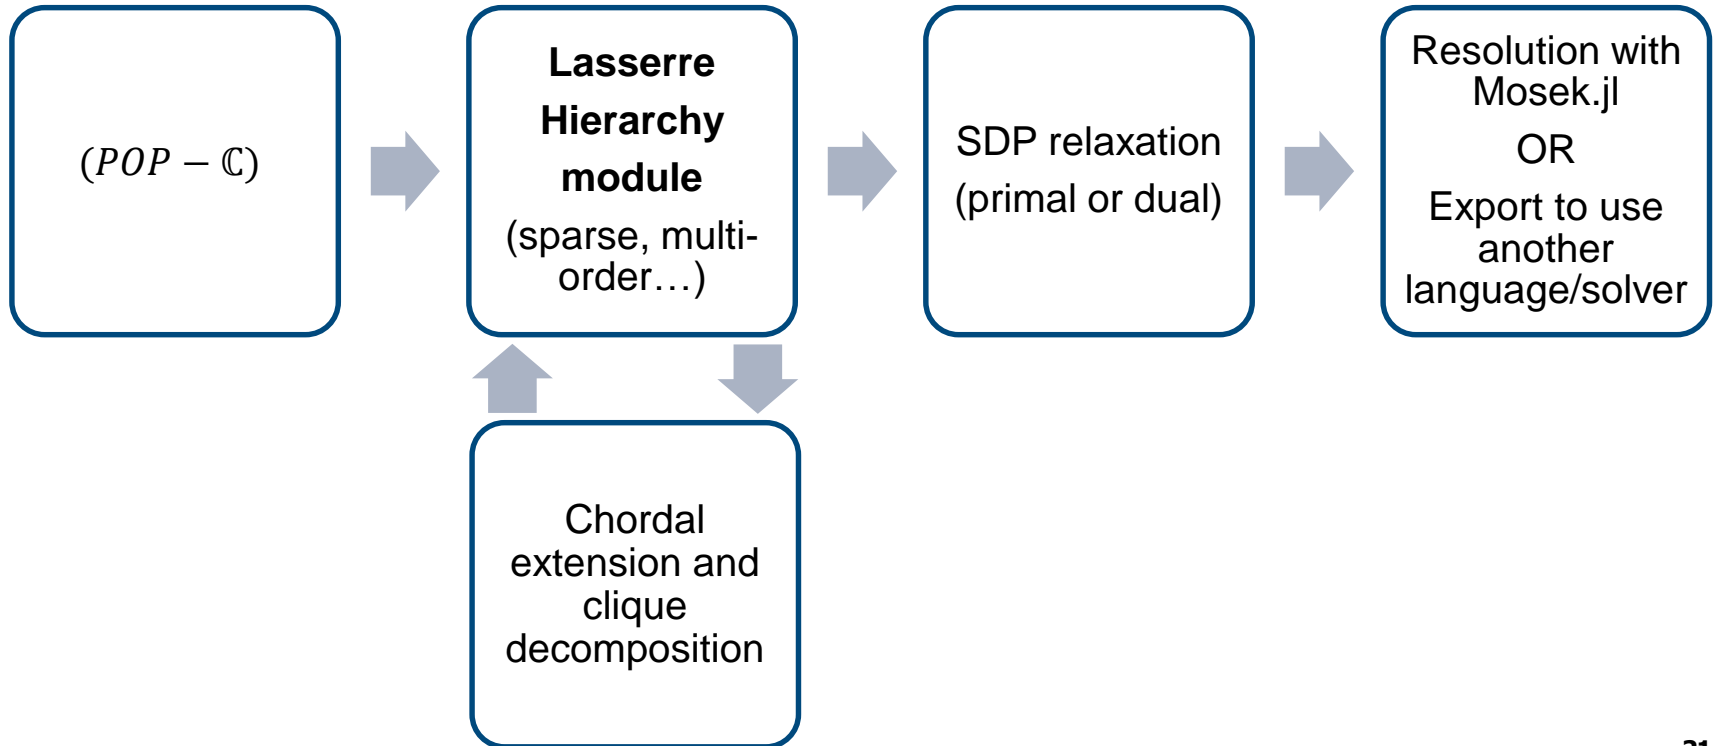 (POP − ℂ)
Lasserre
Hierarchy
module
(sparse, multi-
order…)
SDP relaxation
(primal or dual)
Resolution with
Mosek.jl
OR
Export to use
another
language/solver
Chordal
extension and
clique
decomposition